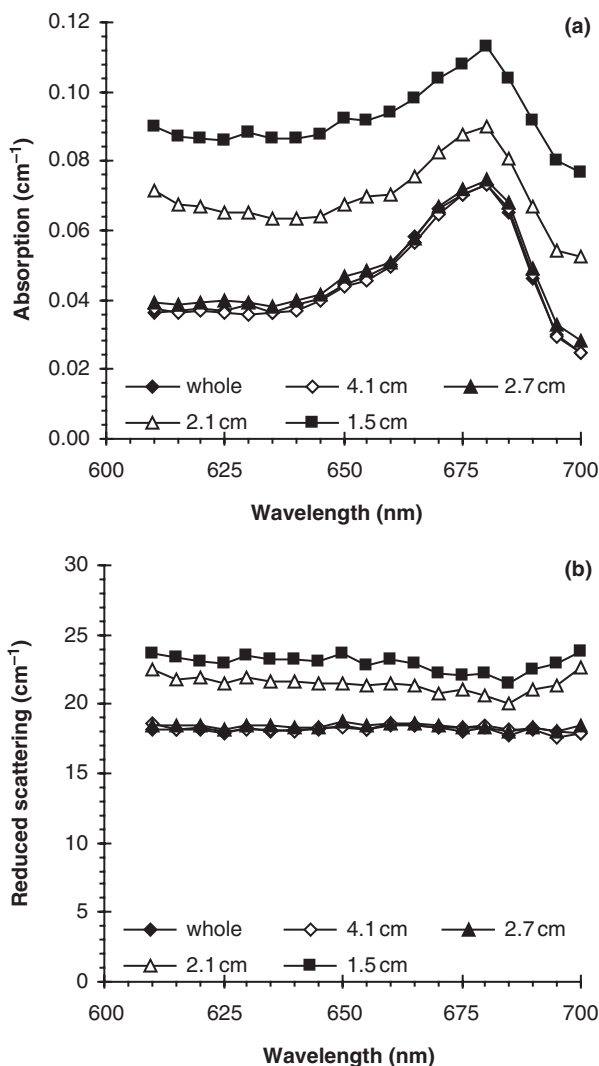 (a)
0.12
0.10
0.08
0.06
0.04
0.02
0.00
Absorption (cm⁻¹)
whole 4.1 cm 2.7 cm
2.1 cm 1.5 cm
600 625 650 675 700
Wavelength (nm)
(b)
30
25
20
15
10
5
0
Reduced scattering (cm⁻¹)
whole 4.1 cm 2.7 cm
2.1 cm 1.5 cm
600 625 650 675 700
Wavelength (nm)